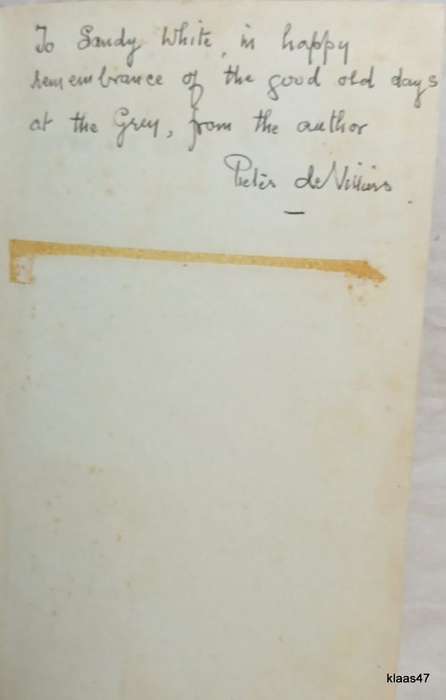 To Sandy White, in happy
remembrance of the good old days
at the Grey, from the author
Pieter de Villiers
klaas47